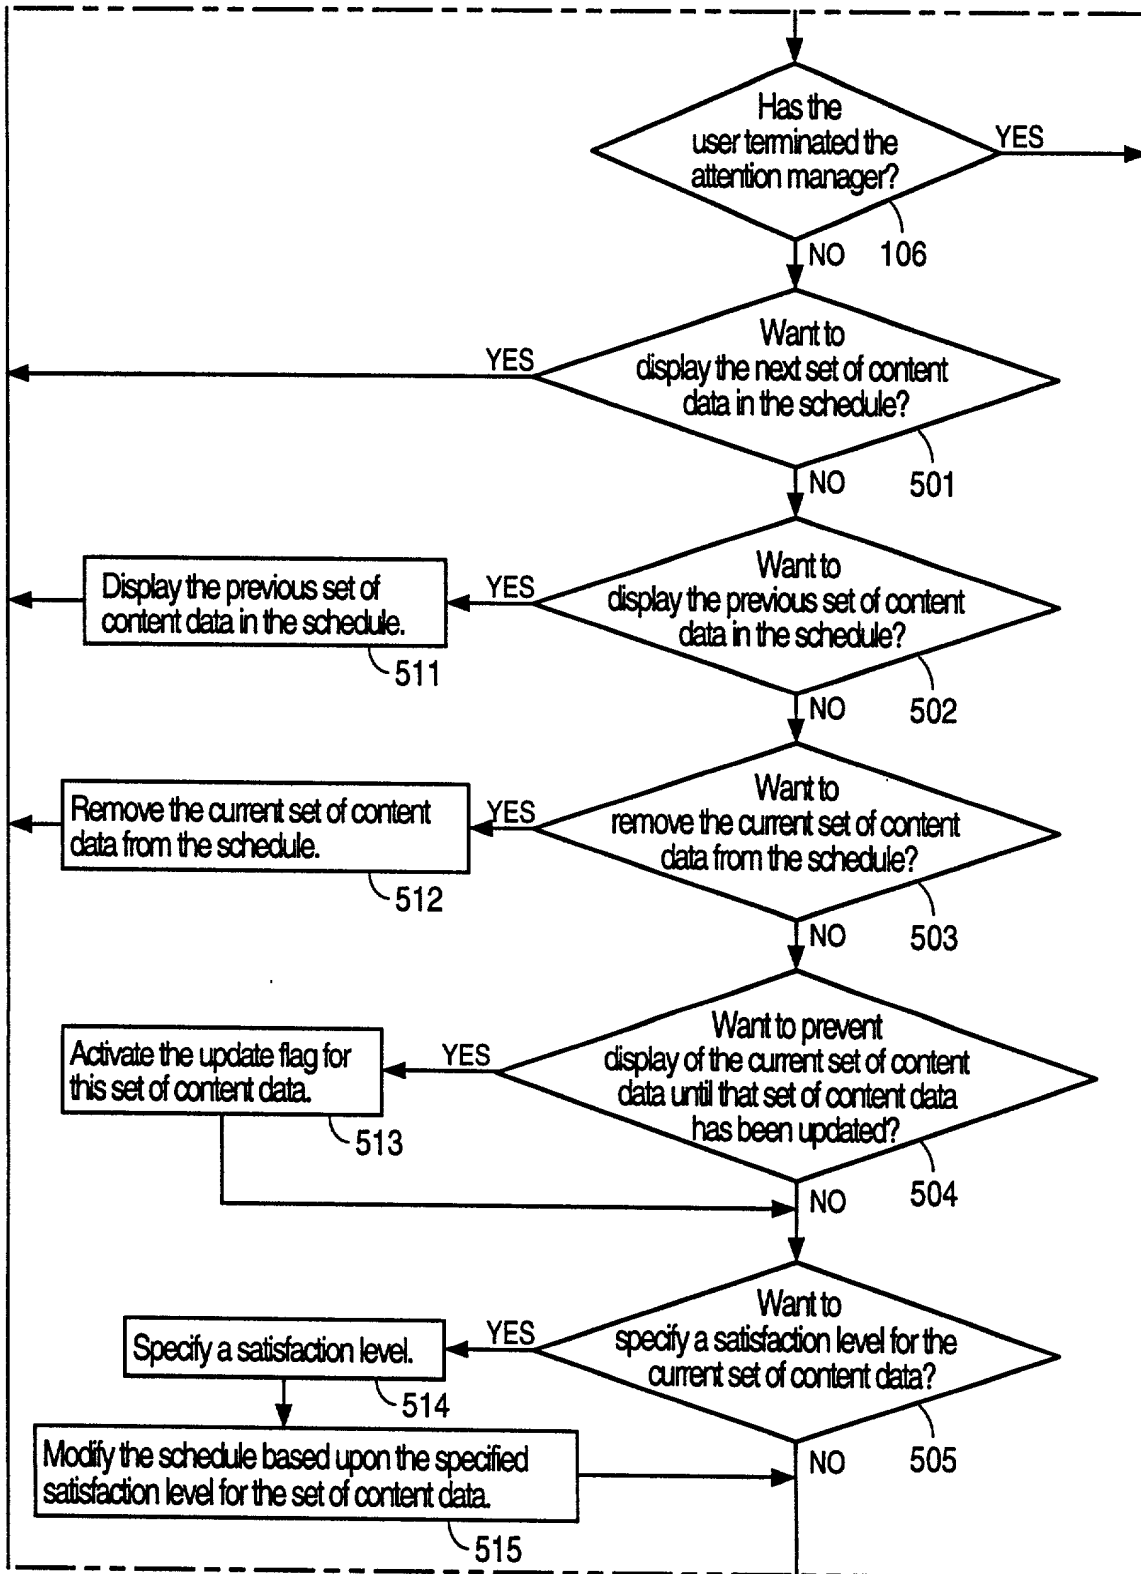 Has the
user terminated the
attention manager?
YES
106
NO
Want to
display the next set of content
data in the schedule?
YES
501
NO
Want to
display the previous set of content
data in the schedule?
YES
Display the previous set of
content data in the schedule.
511
502
NO
Want to
remove the current set of content
data from the schedule?
YES
Remove the current set of content
data from the schedule.
512
503
NO
Want to prevent
display of the current set of content
data until that set of content data
has been updated?
YES
Activate the update flag for
this set of content data.
513
504
NO
Want to
specify a satisfaction level for the
current set of content data?
YES
Specify a satisfaction level.
514
505
NO
Modify the schedule based upon the specified
satisfaction level for the set of content data.
515